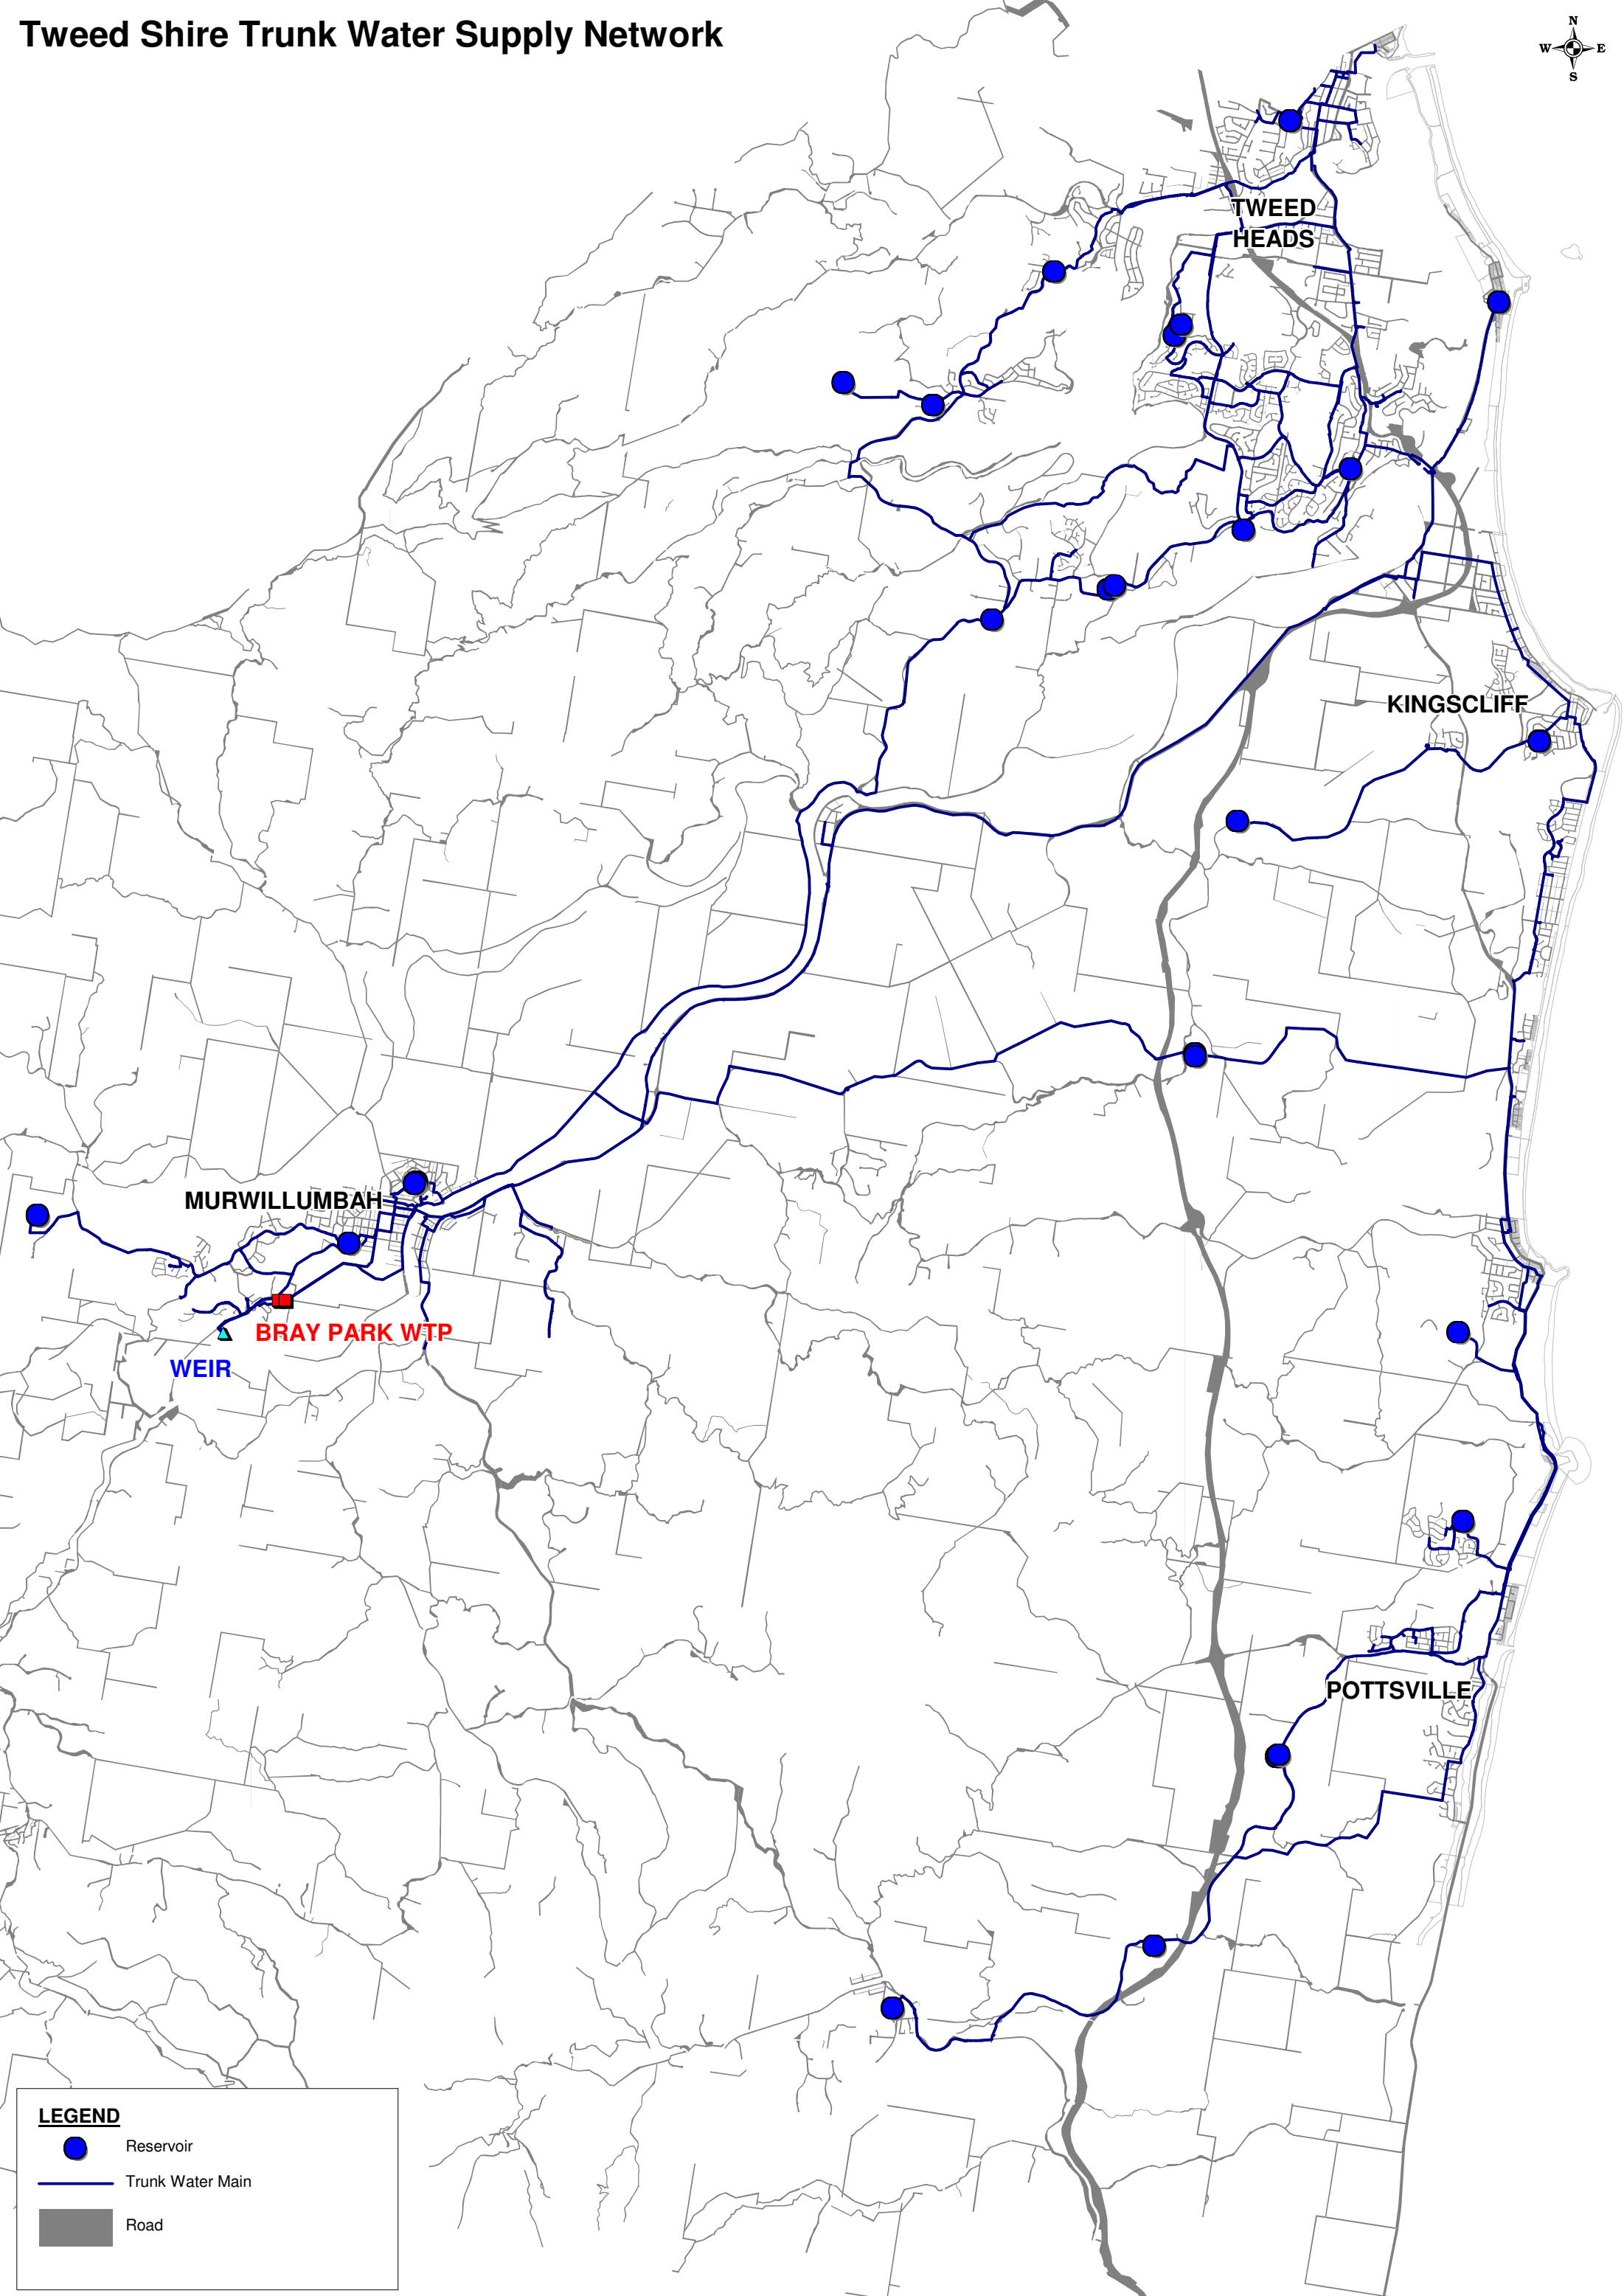 Tweed Shire Trunk Water Supply Network
N
W E
S
TWEED
HEADS
KINGSCLIFF
MURWILLUMBAH
BRAY PARK WTP
WEIR
POTTSVILLE
LEGEND
Reservoir
Trunk Water Main
Road